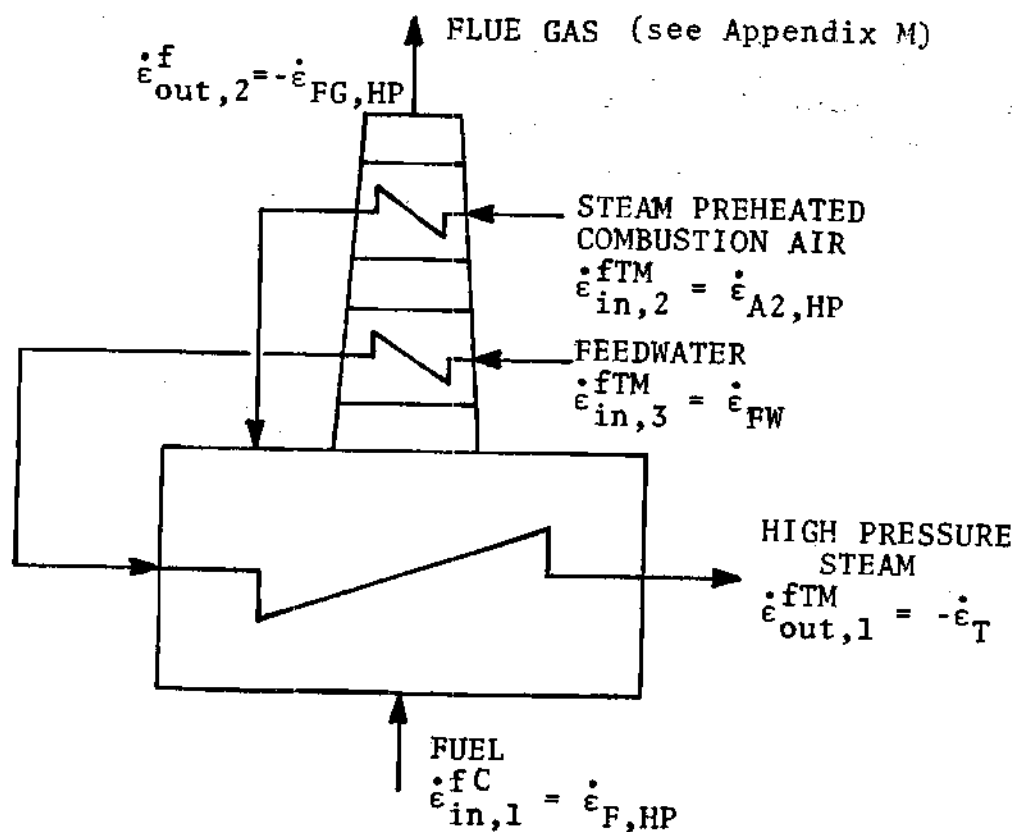 FLUE GAS (see Appendix M)
ε̇^f_out,2 = -ε̇_FG,HP
STEAM PREHEATED
COMBUSTION AIR
ε̇^fTM_in,2 = ε̇_A2,HP
FEEDWATER
ε̇^fTM_in,3 = ε̇_FW
HIGH PRESSURE
STEAM
ε̇^fTM_out,1 = -ε̇_T
FUEL
ε̇^fC_in,1 = ε̇_F,HP